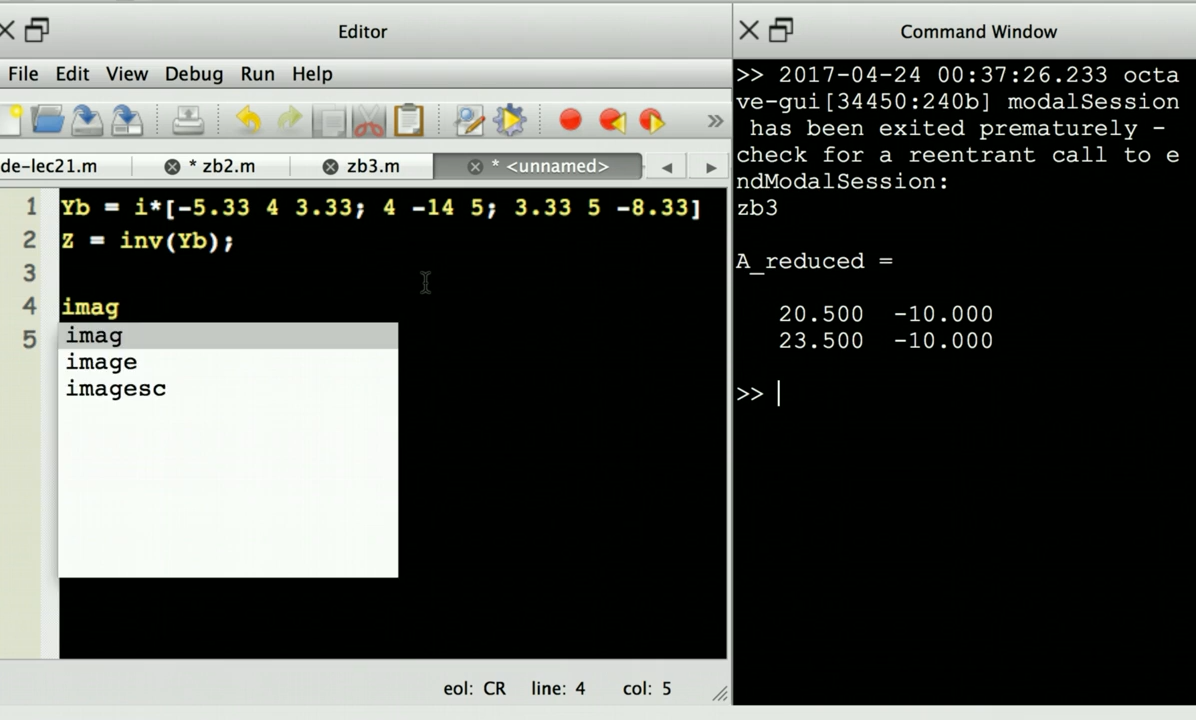 Editor
File Edit View Debug Run Help
de-lec21.m
* zb2.m
zb3.m
* <unnamed>
1 Yb = i*[-5.33 4 3.33; 4 -14 5; 3.33 5 -8.33]
2 Z = inv(Yb);
3
4 imag
5
imag
image
imagesc
eol: CR line: 4 col: 5
Command Window
>> 2017-04-24 00:37:26.233 octa
ve-gui[34450:240b] modalSession
has been exited prematurely -
check for a reentrant call to e
ndModalSession:
zb3
A_reduced =
20.500 -10.000
23.500 -10.000
>>